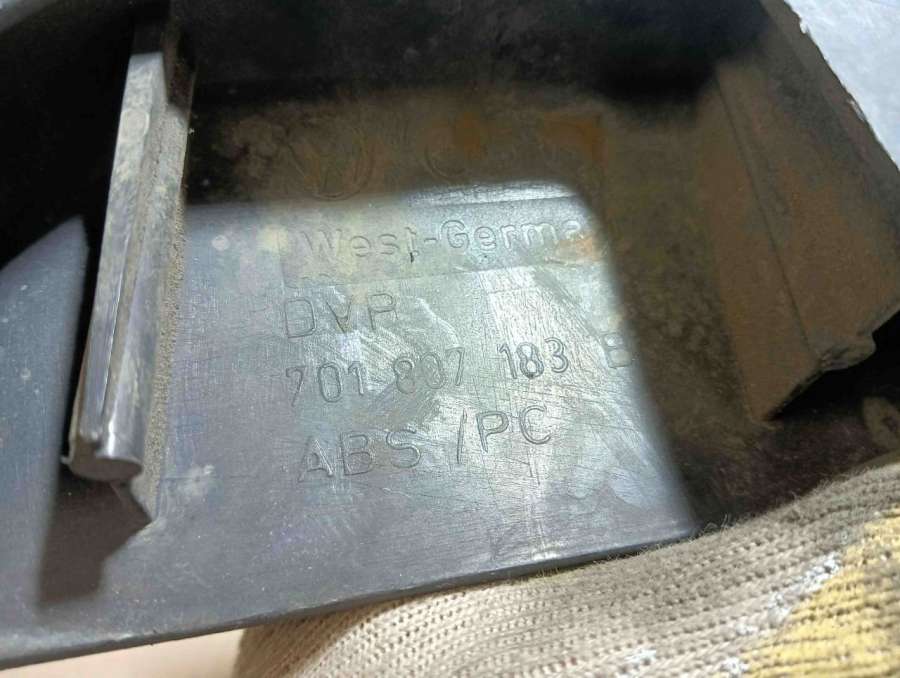 West-Germa
DVP
701 807 183 B
ABS/PC